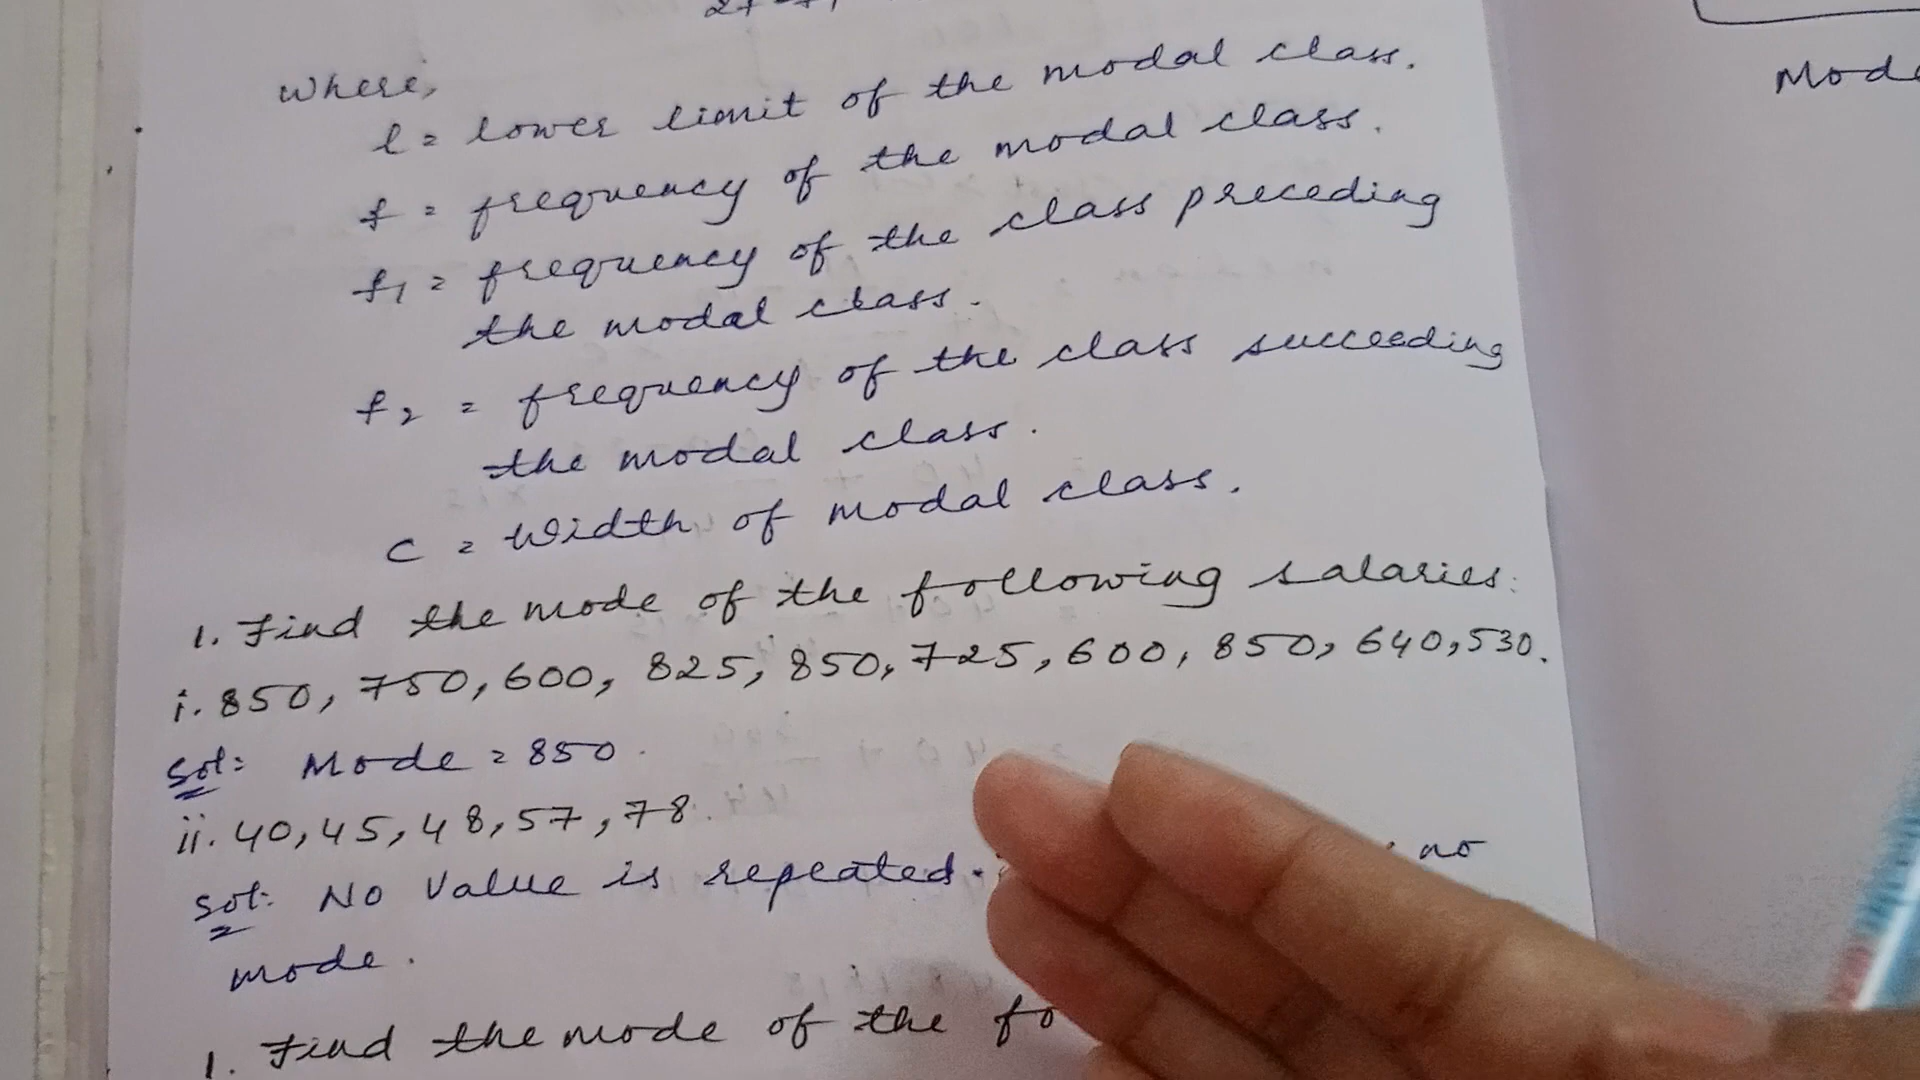 where,
l = lower limit of the modal class.
f = frequency of the modal class.
f1 = frequency of the class preceding
the modal class.
f2 = frequency of the class succeeding
the modal class.
c = width of modal class.
1. Find the mode of the following salaries:
i. 850, 750, 600, 825, 850, 725, 600, 850, 640, 530.
Sol: Mode = 850.
ii. 40, 45, 48, 57, 78.
Sol: No value is repeated. no
mode.
1. Find the mode of the fo
Mode